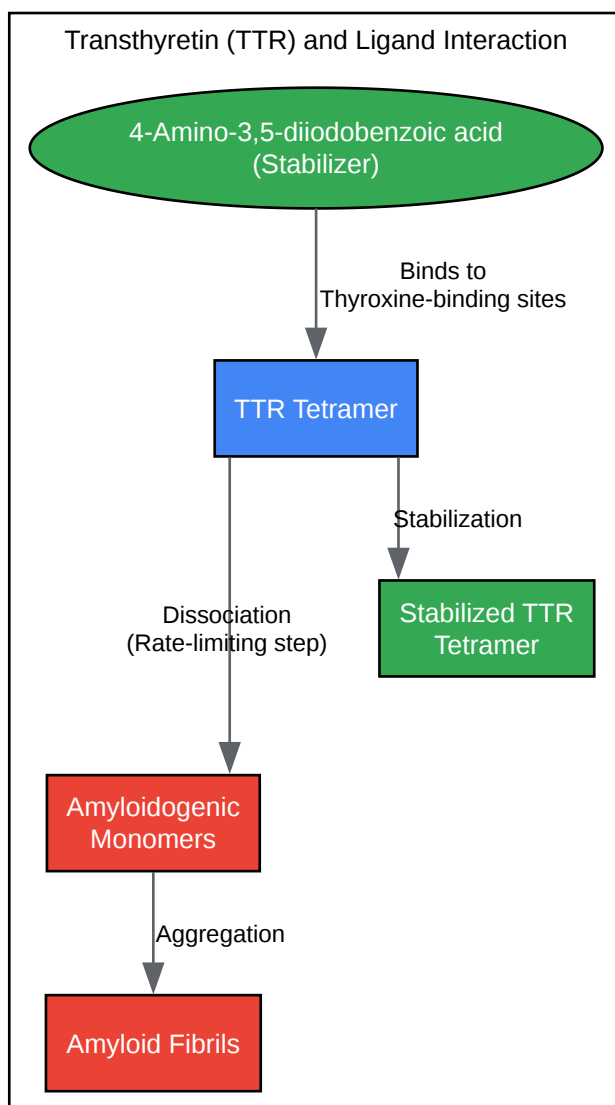 Transthyretin (TTR) and Ligand Interaction
4-Amino-3,5-diiodobenzoic acid
(Stabilizer)
Binds to
Thyroxine-binding sites
TTR Tetramer
Stabilization
Stabilized TTR
Tetramer
Dissociation
(Rate-limiting step)
Amyloidogenic
Monomers
Aggregation
Amyloid Fibrils